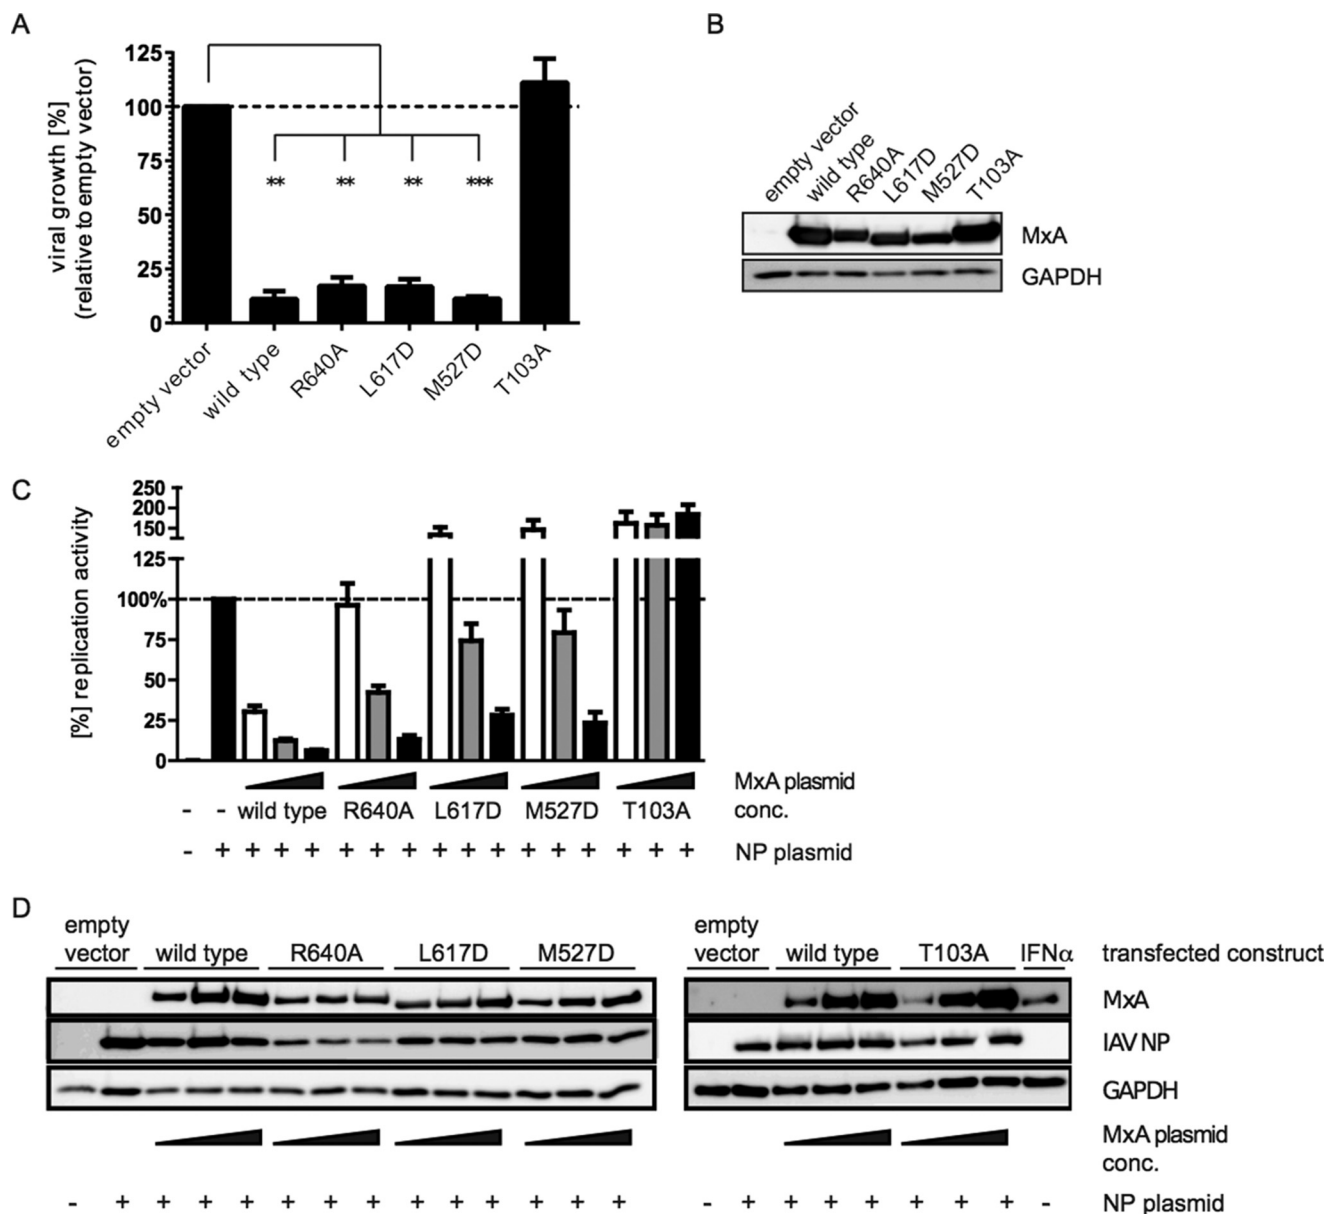 A
125
100
75
50
25
0
viral growth [%]
(relative to empty vector)
** ** ** ***
empty vector
wild type
R640A
L617D
M527D
T103A
B
empty vector
wild type
R640A
L617D
M527D
T103A
MxA
GAPDH
C
250
200
150
125
100%
75
50
25
0
[%] replication activity
- - wild type R640A L617D M527D T103A
MxA plasmid
conc.
- + + + + + + + + + + + + + + + +
NP plasmid
D
empty
vector wild type R640A L617D M527D
empty
vector wild type T103A IFNα transfected construct
MxA
IAV NP
GAPDH
MxA plasmid
conc.
- + + + + + + + + + + + + + - + + + + + + + - NP plasmid